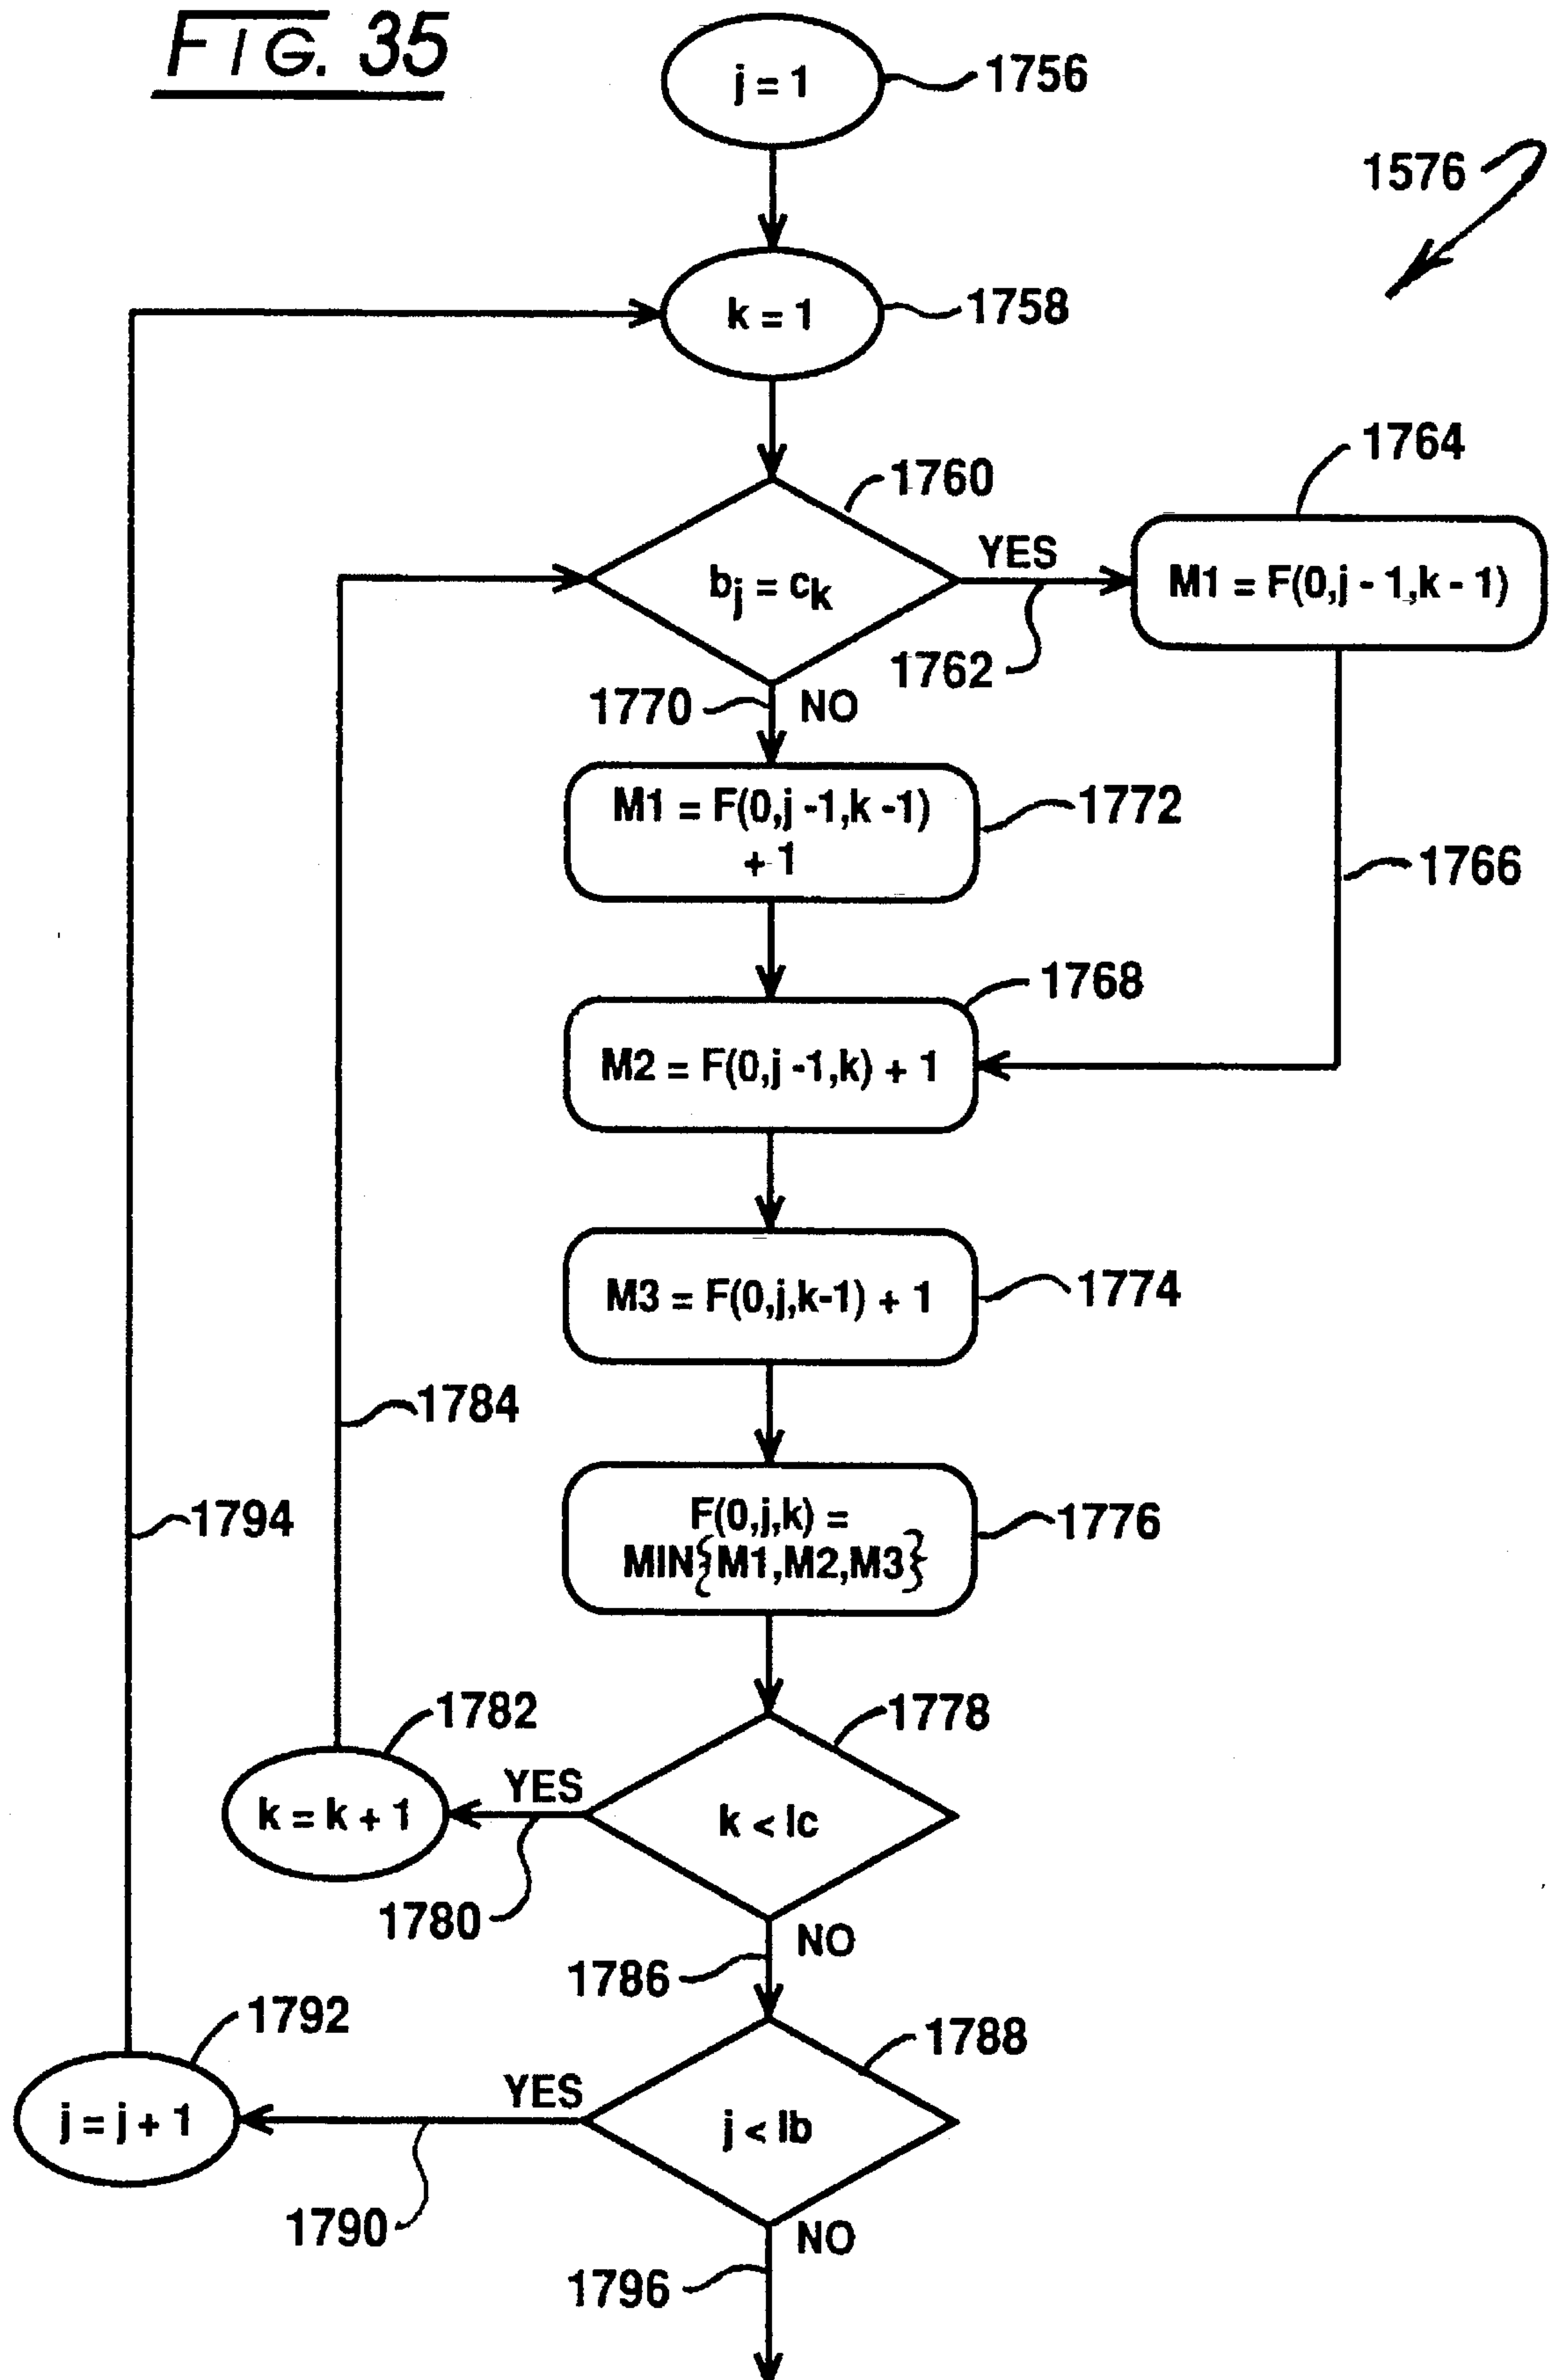 FIG. 35
j = 1
1756
1576
k = 1
1758
1764
1760
YES
bj = ck
M1 = F(0,j - 1,k - 1)
1762
1770
NO
M1 = F(0,j -1,k -1)
+ 1
1772
1766
1768
M2 = F(0,j -1,k) + 1
M3 = F(0,j,k-1) + 1
1774
1784
1794
F(0,j,k) =
MIN{M1,M2,M3}
1776
1782
1778
YES
k = k + 1
k < lc
1780
NO
1786
1792
1788
YES
j = j + 1
j < lb
1790
NO
1796